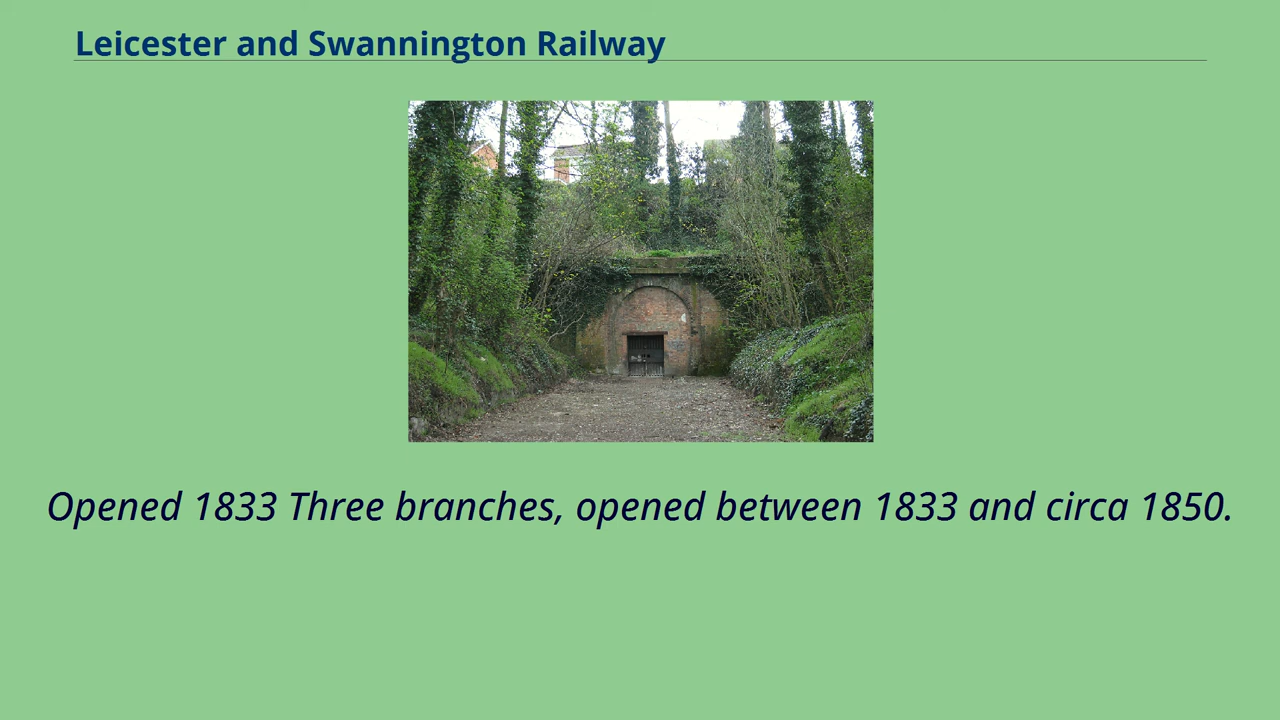 Leicester and Swannington Railway
Opened 1833 Three branches, opened between 1833 and circa 1850.